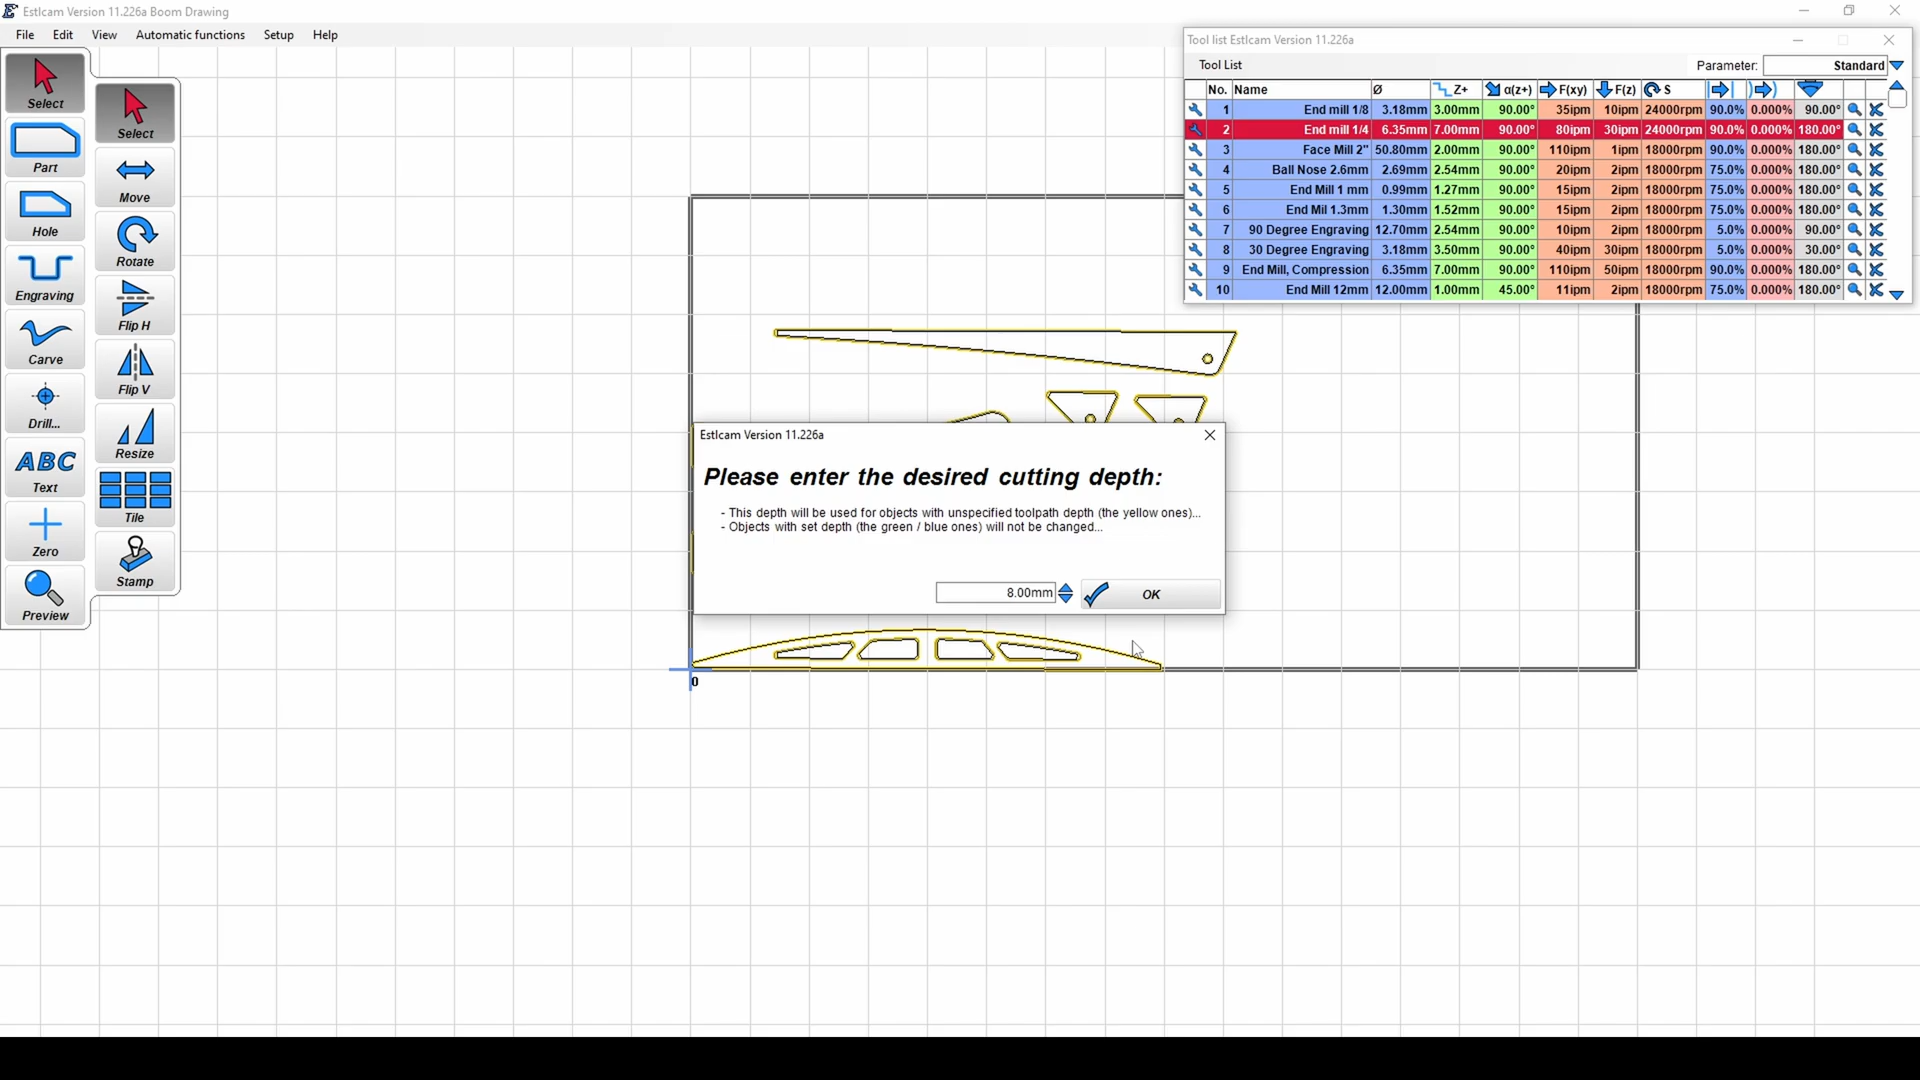 Estlcam Version 11.226a Boom Drawing
File Edit View Automatic functions Setup Help
Select
Part
Hole
Engraving
Carve
Drill...
ABC
Text
Zero
Preview
Select
Move
Rotate
Flip H
Flip V
Resize
Tile
Stamp
Tool list Estlcam Version 11.226a
Tool List Parameter: Standard
No. Name Ø Z+ α(z+) F(xy) F(z) S
1 End mill 1/8 3.18mm 3.00mm 90.00° 35ipm 10ipm 24000rpm 90.0% 0.000% 90.00°
2 End mill 1/4 6.35mm 7.00mm 90.00° 80ipm 30ipm 24000rpm 90.0% 0.000% 180.00°
3 Face Mill 2" 50.80mm 2.00mm 90.00° 110ipm 1ipm 18000rpm 90.0% 0.000% 180.00°
4 Ball Nose 2.6mm 2.69mm 2.54mm 90.00° 20ipm 2ipm 18000rpm 75.0% 0.000% 180.00°
5 End Mill 1 mm 0.99mm 1.27mm 90.00° 15ipm 2ipm 18000rpm 75.0% 0.000% 180.00°
6 End Mil 1.3mm 1.30mm 1.52mm 90.00° 15ipm 2ipm 18000rpm 75.0% 0.000% 180.00°
7 90 Degree Engraving 12.70mm 2.54mm 90.00° 10ipm 2ipm 18000rpm 5.0% 0.000% 90.00°
8 30 Degree Engraving 3.18mm 3.50mm 90.00° 40ipm 30ipm 18000rpm 5.0% 0.000% 30.00°
9 End Mill, Compression 6.35mm 7.00mm 90.00° 110ipm 50ipm 18000rpm 90.0% 0.000% 180.00°
10 End Mill 12mm 12.00mm 1.00mm 45.00° 11ipm 2ipm 18000rpm 75.0% 0.000% 180.00°
Estlcam Version 11.226a
Please enter the desired cutting depth:
- This depth will be used for objects with unspecified toolpath depth (the yellow ones)...
- Objects with set depth (the green / blue ones) will not be changed...
8.00mm OK
0